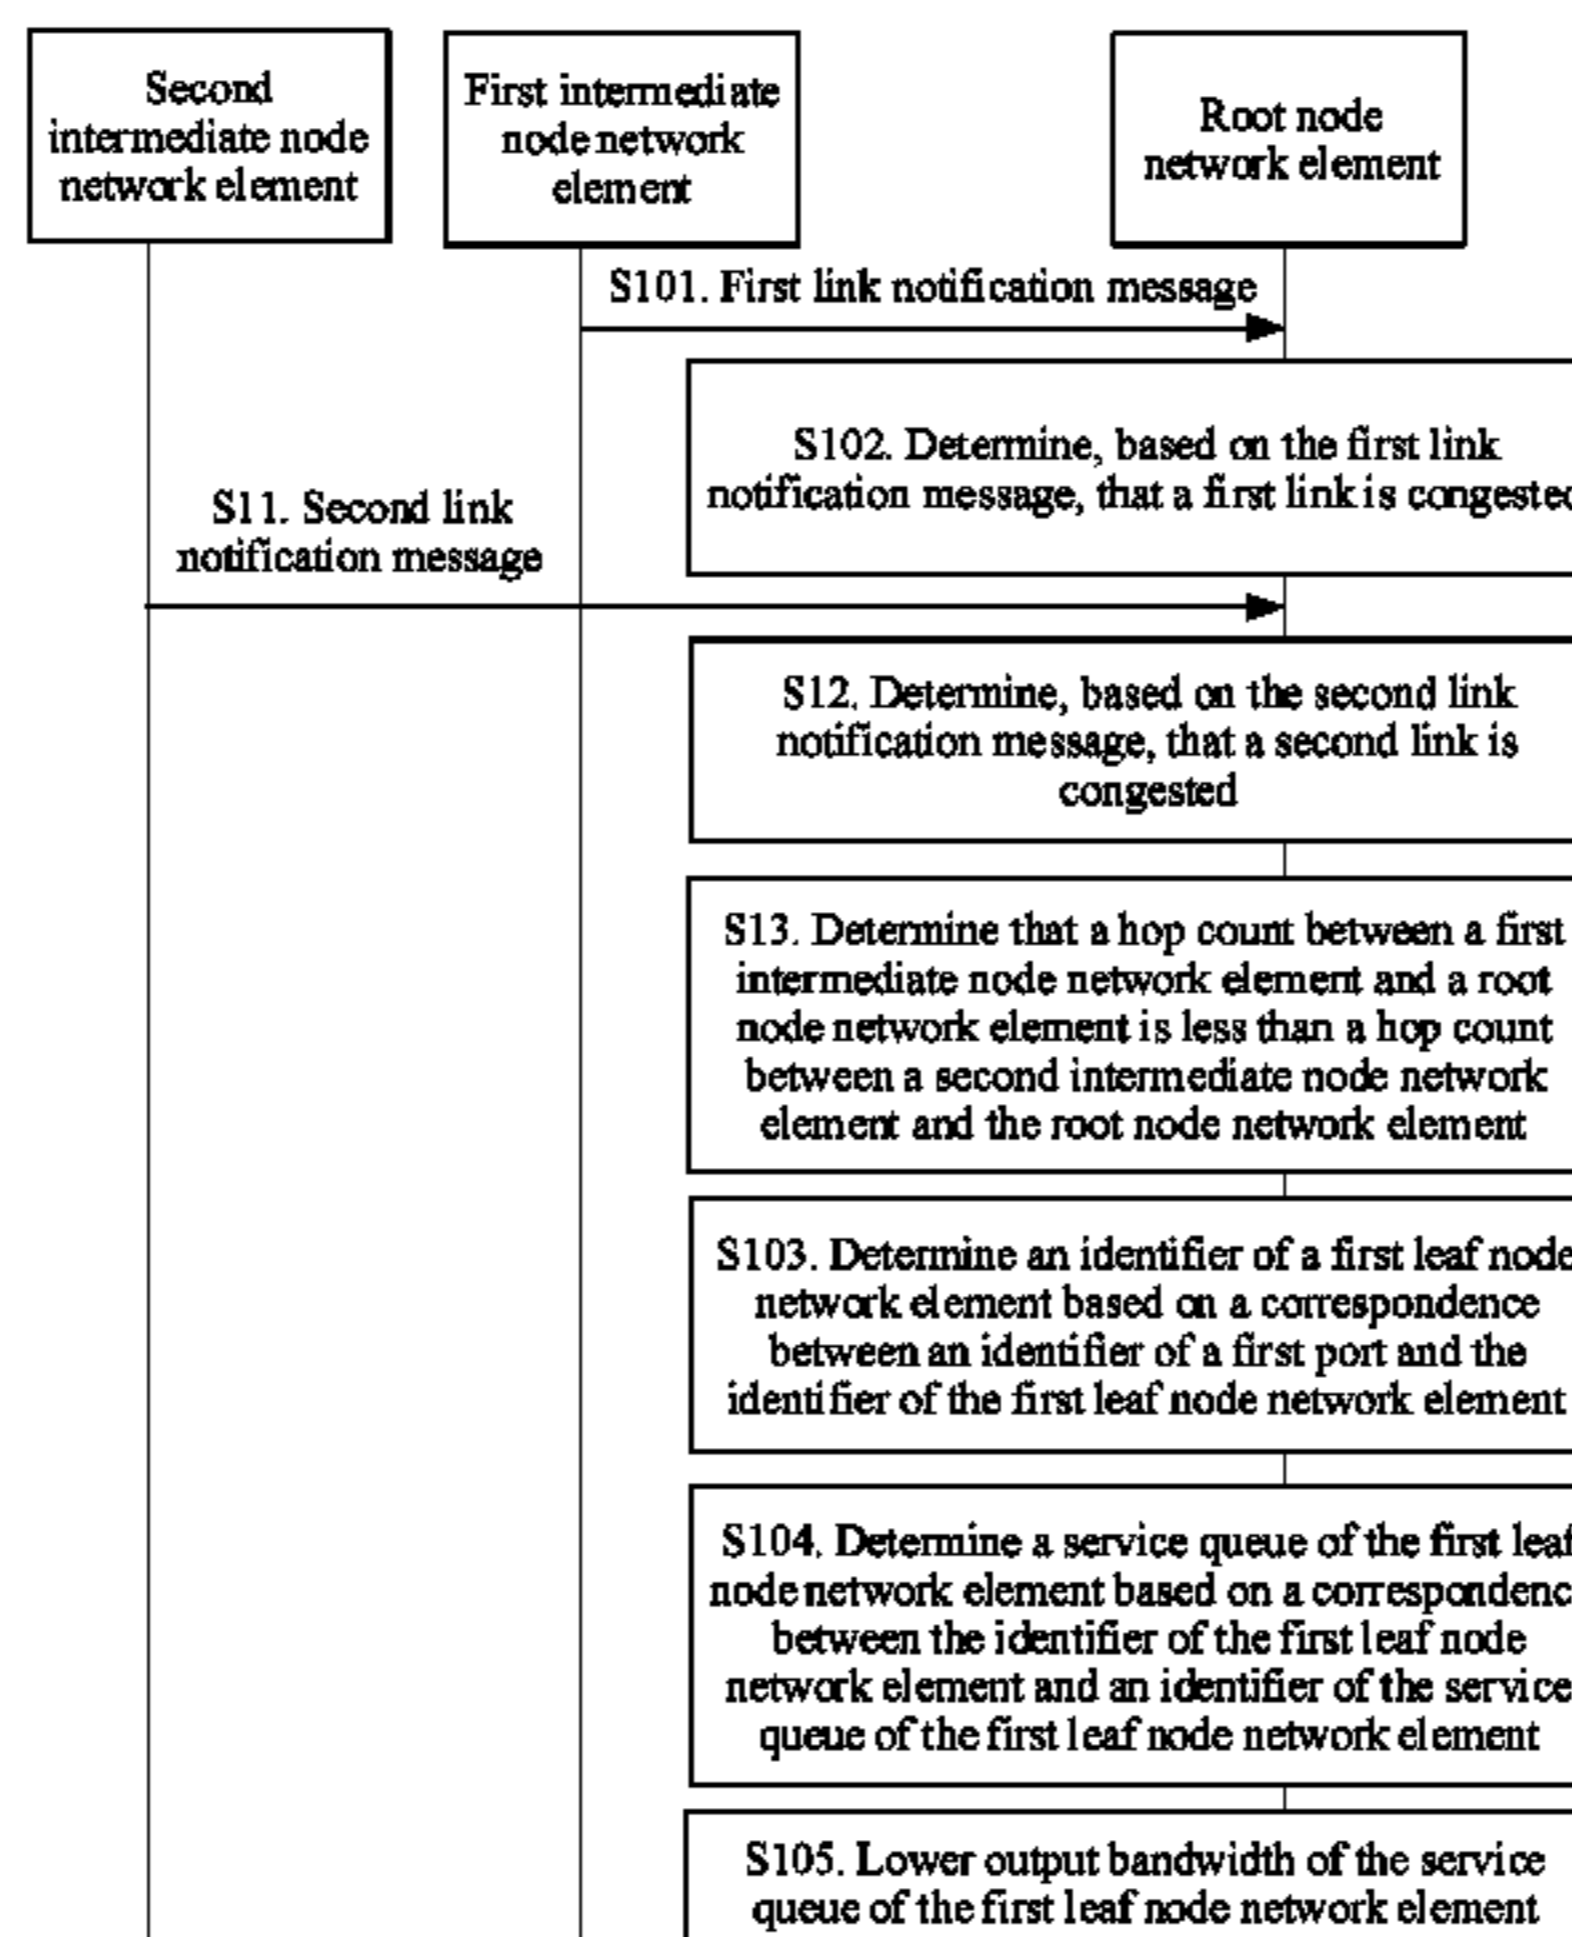 Second
intermediate node
network element
First intermediate
node network
element
Root node
network element
S101. First link notification message
S102. Determine, based on the first link
notification message, that a first link is congested
S11. Second link
notification message
S12. Determine, based on the second link
notification message, that a second link is
congested
S13. Determine that a hop count between a first
intermediate node network element and a root
node network element is less than a hop count
between a second intermediate node network
element and the root node network element
S103. Determine an identifier of a first leaf node
network element based on a correspondence
between an identifier of a first port and the
identifier of the first leaf node network element
S104. Determine a service queue of the first leaf
node network element based on a correspondenc
between the identifier of the first leaf node
network element and an identifier of the service
queue of the first leaf node network element
S105. Lower output bandwidth of the service
queue of the first leaf node network element